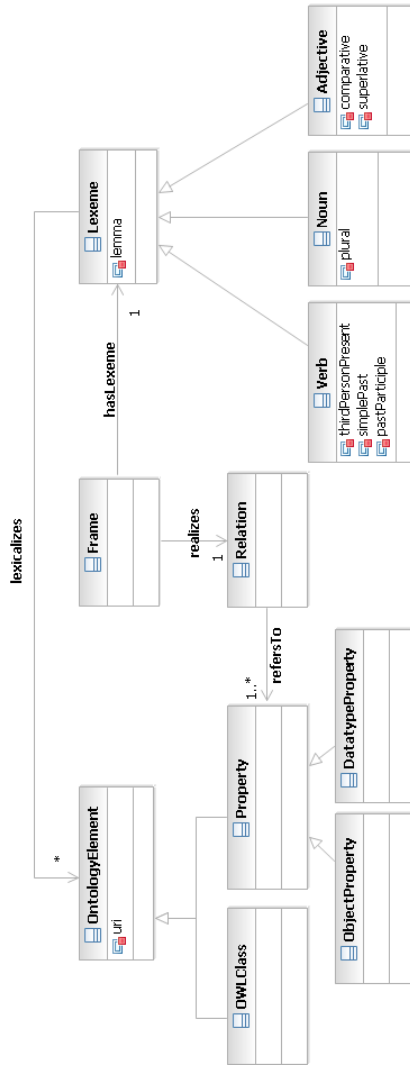 lexicalizes
*
OntologyElement
uri
Frame
hasLexeme
1
Lexeme
lemma
realizes
1
OWLClass
Property
1..*
refersTo
Relation
ObjectProperty
DatatypeProperty
Verb
thirdPersonPresent
simplePast
pastParticiple
Noun
plural
Adjective
comparative
superlative